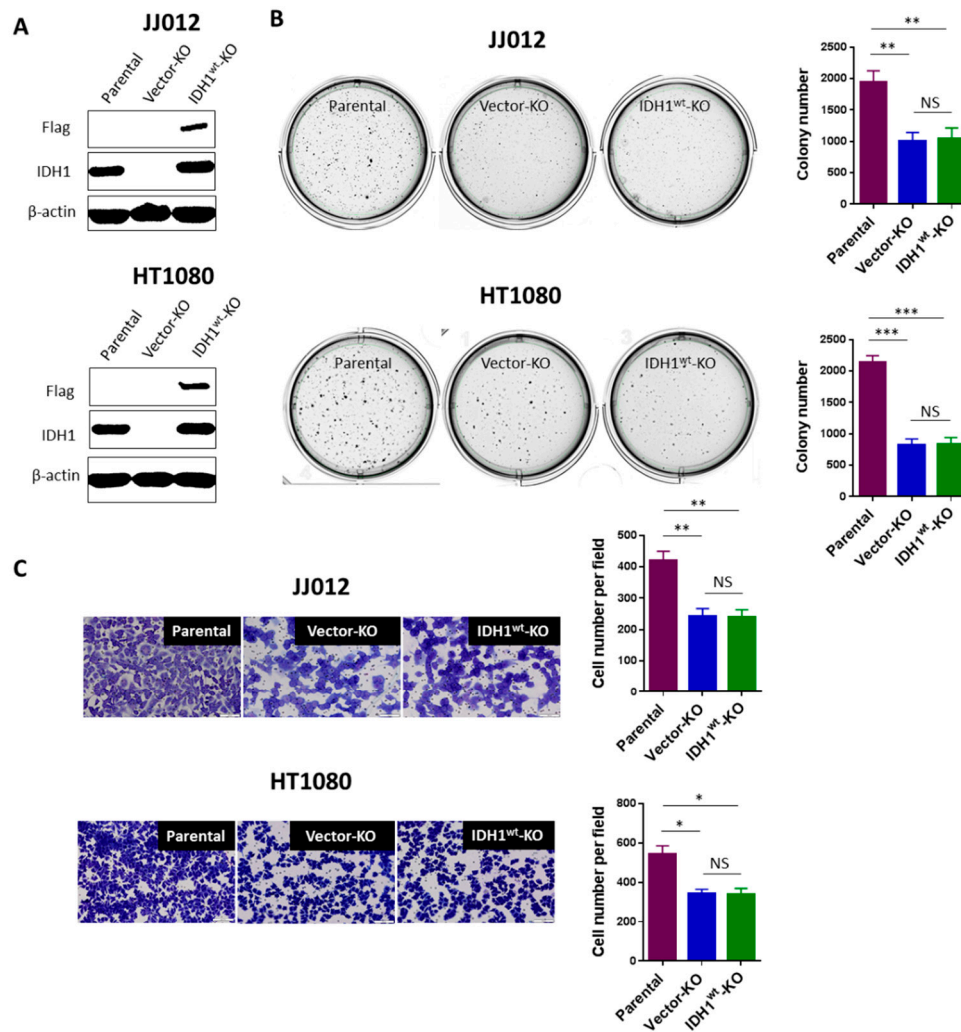 A
JJ012
Parental
Vector-KO
IDH1wt-KO
Flag
IDH1
β-actin
HT1080
Parental
Vector-KO
IDH1wt-KO
Flag
IDH1
β-actin
B
JJ012
Parental
Vector-KO
IDH1wt-KO
Colony number
2500
2000
1500
1000
500
0
**
**
NS
Parental
Vector-KO
IDH1wt-KO
HT1080
Parental
Vector-KO
IDH1wt-KO
Colony number
2500
2000
1500
1000
500
0
***
***
NS
Parental
Vector-KO
IDH1wt-KO
C
JJ012
Parental
Vector-KO
IDH1wt-KO
Cell number per field
500
400
300
200
100
0
**
**
NS
Parental
Vector-KO
IDH1wt-KO
HT1080
Parental
Vector-KO
IDH1wt-KO
Cell number per field
800
600
400
200
0
*
*
NS
Parental
Vector-KO
IDH1wt-KO